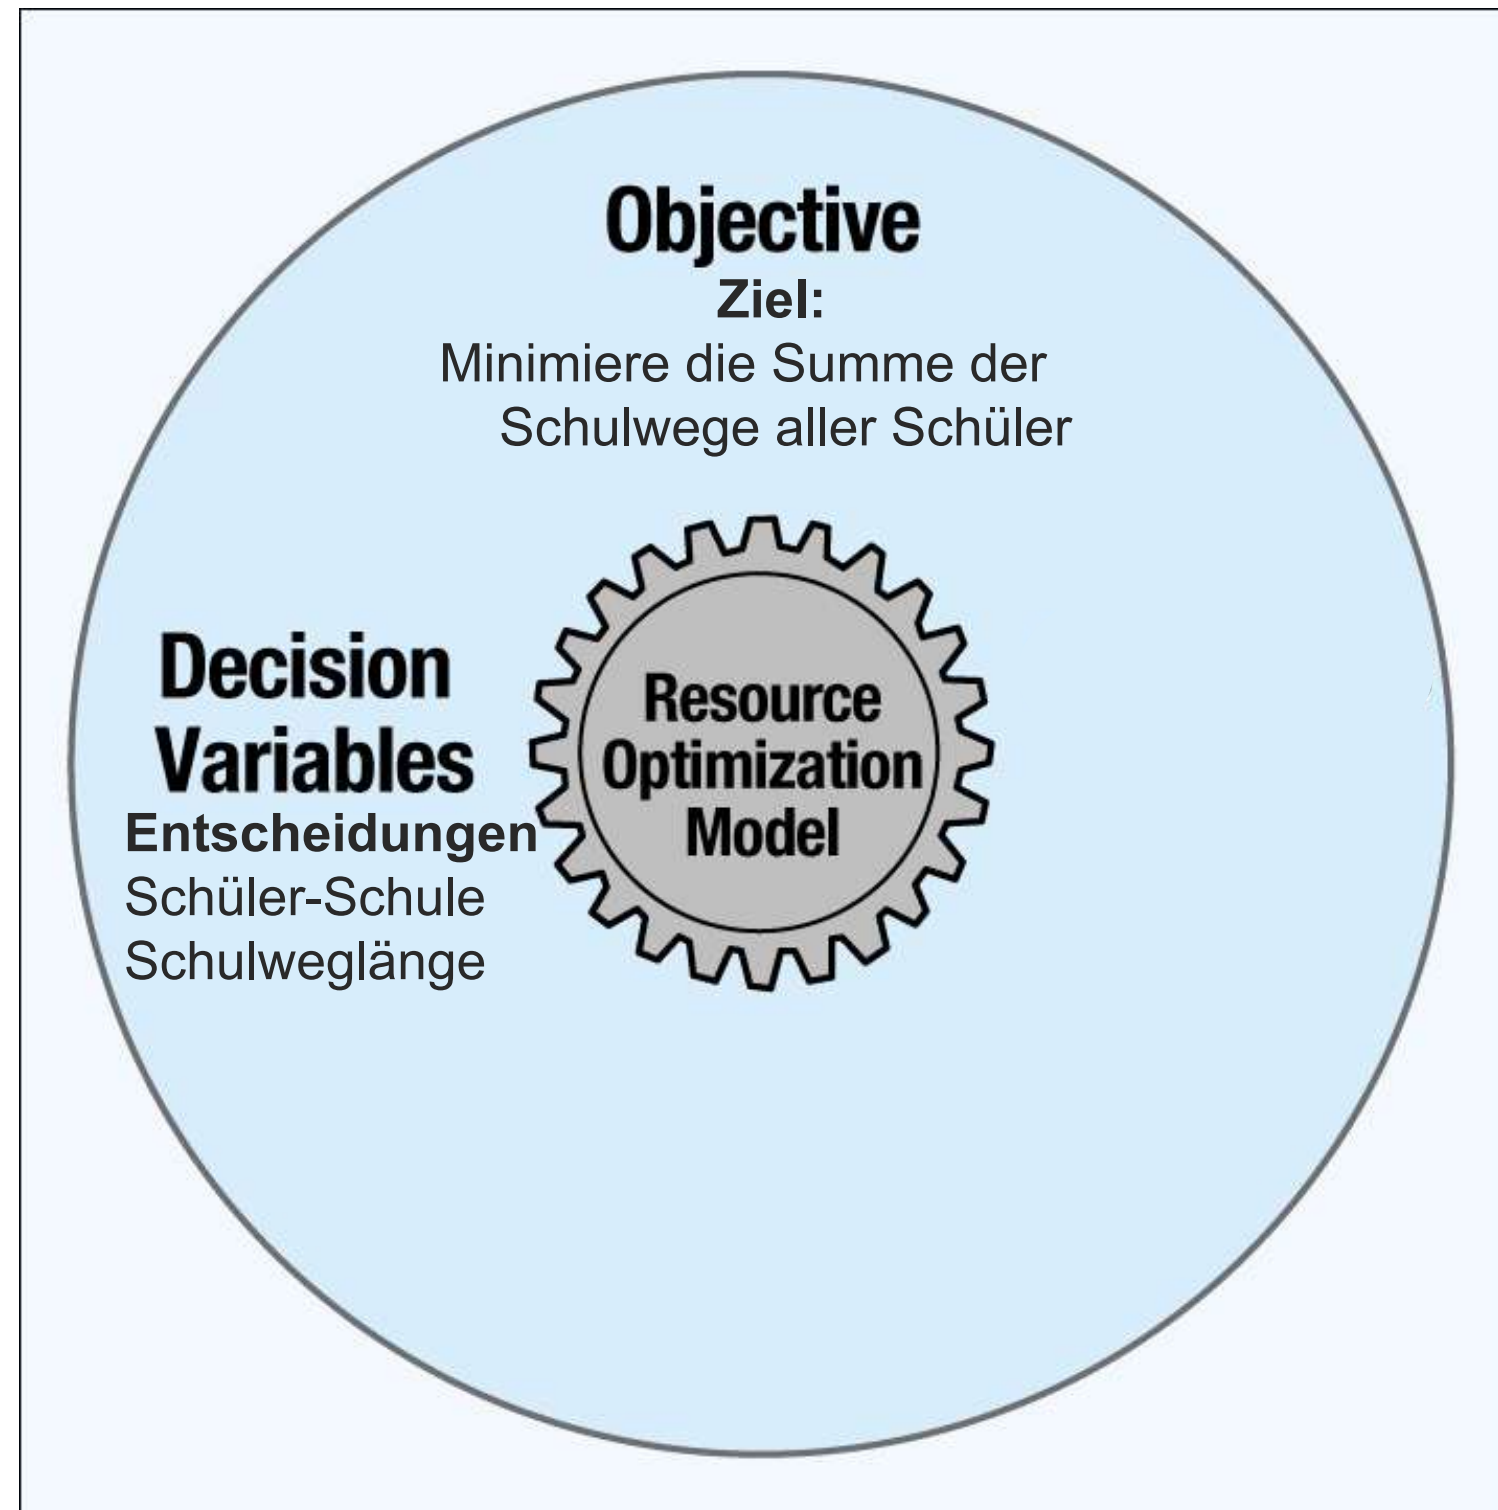 Objective
Ziel:
Minimiere die Summe der
Schulwege aller Schüler
Decision
Variables
Entscheidungen
Schüler-Schule
Schulweglänge
Resource
Optimization
Model